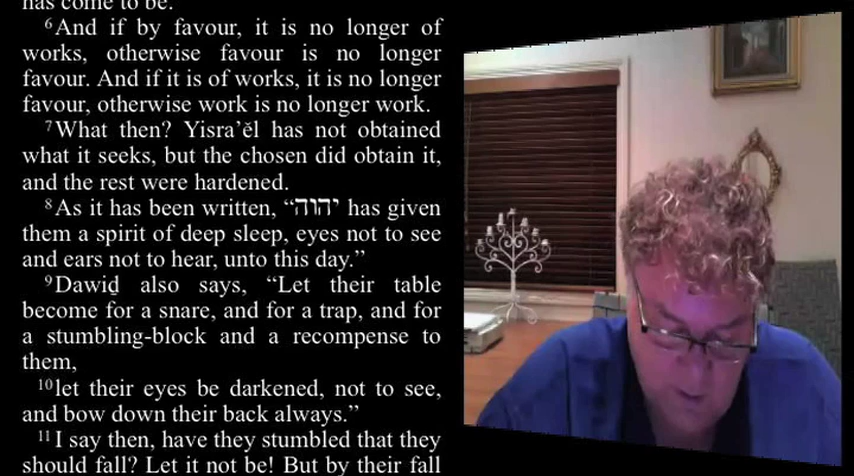 has come to be.
⁶And if by favour, it is no longer of
works, otherwise favour is no longer
favour. And if it is of works, it is no longer
favour, otherwise work is no longer work.
⁷What then? Yisra’ĕl has not obtained
what it seeks, but the chosen did obtain it,
and the rest were hardened.
⁸As it has been written, “יהוה has given
them a spirit of deep sleep, eyes not to see
and ears not to hear, unto this day.”
⁹Dawiḏ also says, “Let their table
become for a snare, and for a trap, and for
a stumbling-block and a recompense to
them,
¹⁰let their eyes be darkened, not to see,
and bow down their back always.”
¹¹I say then, have they stumbled that they
should fall? Let it not be! But by their fall